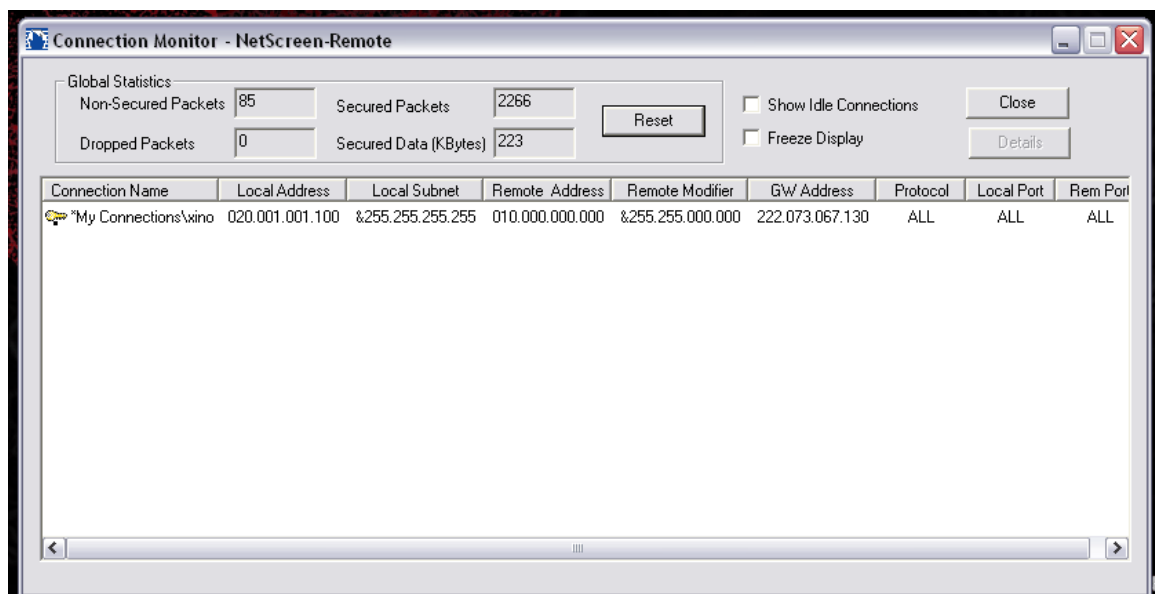 Connection Monitor - NetScreen-Remote
Global Statistics
Non-Secured Packets 85 Secured Packets 2266 Reset Show Idle Connections Close
Dropped Packets 0 Secured Data (KBytes) 223 Freeze Display Details
Connection Name Local Address Local Subnet Remote Address Remote Modifier GW Address Protocol Local Port Rem Port
*My Connections\xino 020.001.001.100 &255.255.255.255 010.000.000.000 &255.255.000.000 222.073.067.130 ALL ALL ALL